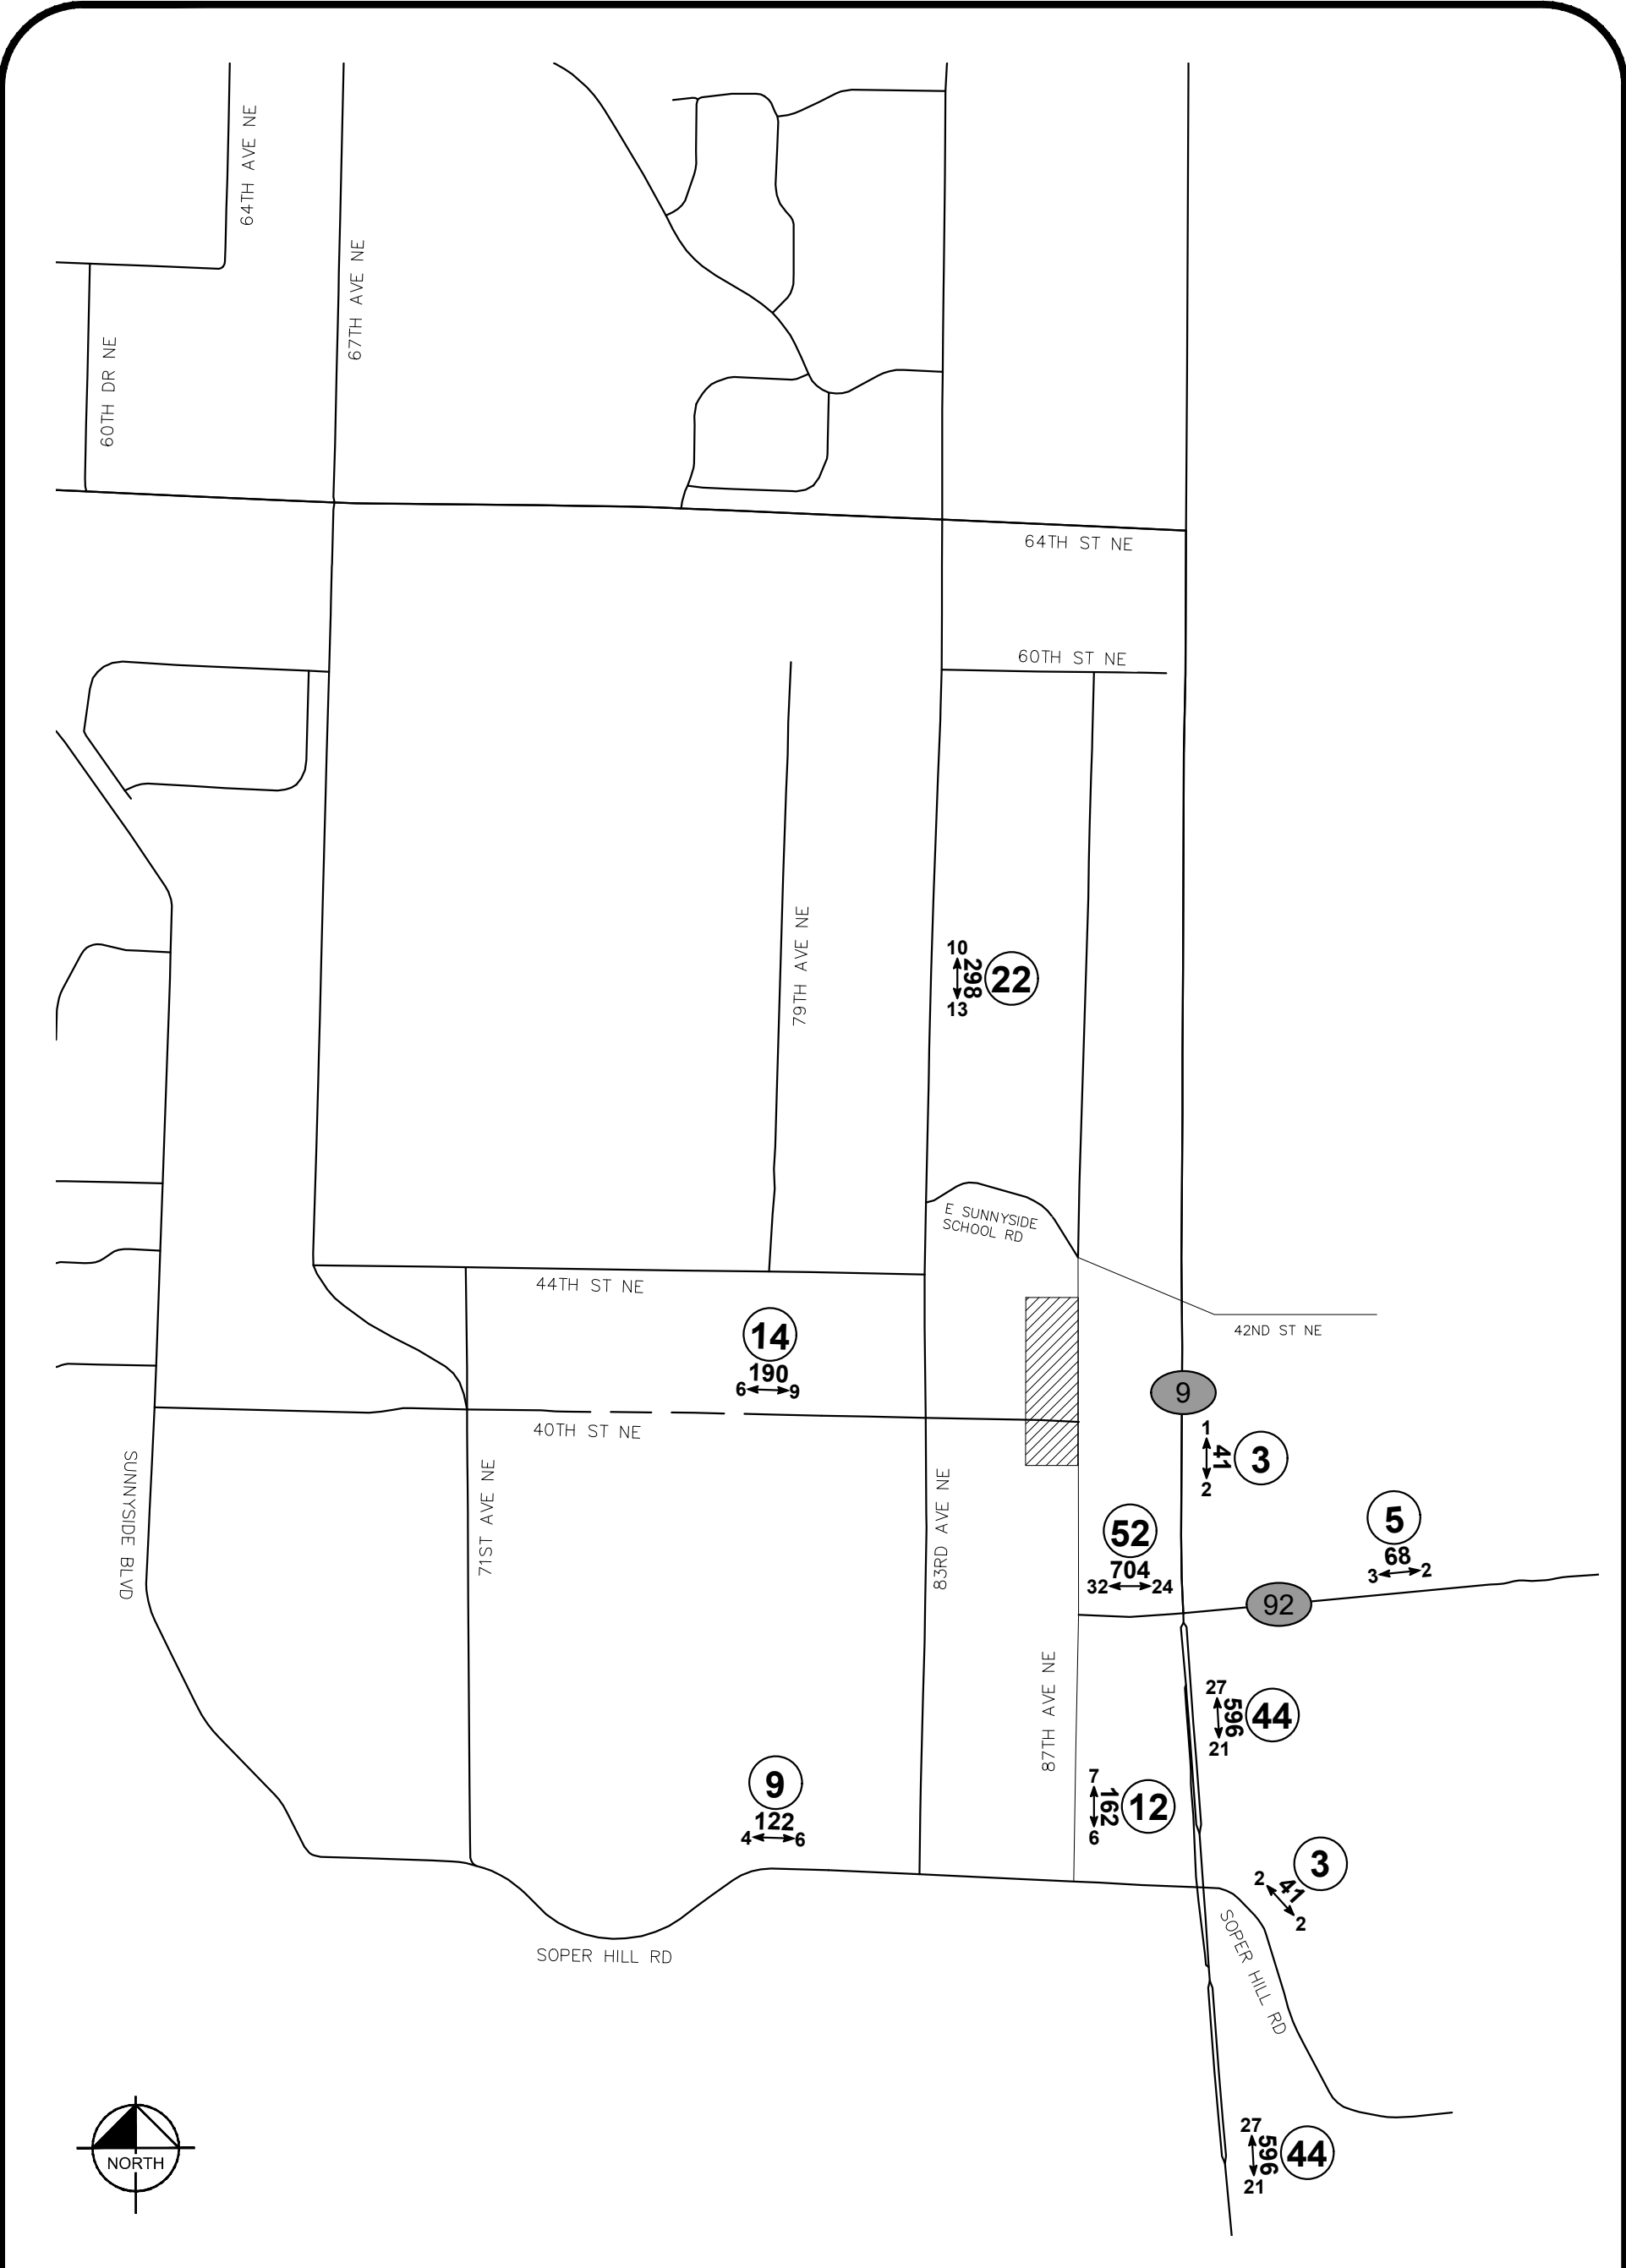 64TH AVE NE
67TH AVE NE
60TH DR NE
64TH ST NE
60TH ST NE
79TH AVE NE
10
298
13
22
E SUNNYSIDE
SCHOOL RD
44TH ST NE
42ND ST NE
14
190
6
9
9
40TH ST NE
1
41
2
3
SUNNYSIDE BLVD
71ST AVE NE
83RD AVE NE
52
704
32
24
5
68
3
2
92
87TH AVE NE
27
596
21
44
9
122
4
6
7
162
6
12
3
2
41
2
SOPER HILL RD
SOPER HILL RD
NORTH
27
596
21
44